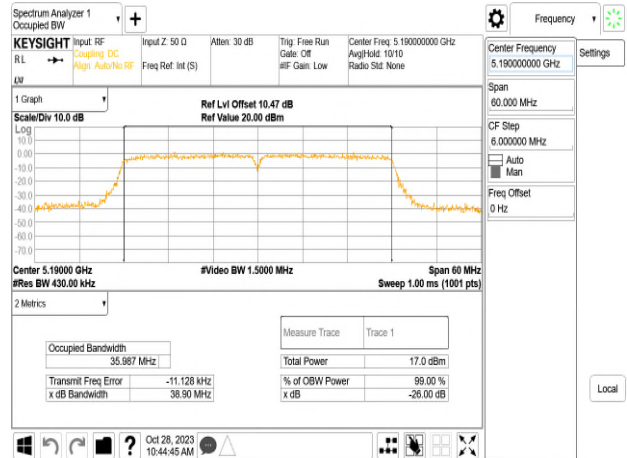 Spectrum Analyzer 1
Occupied BW
Frequency
KEYSIGHT
Input: RF
Coupling: DC
Align: Auto/No RF
Input Z: 50 Ω
Freq Ref: Int (S)
Atten: 30 dB
Trig: Free Run
Gate: Off
#IF Gain: Low
Center Freq: 5.190000000 GHz
Avg|Hold: 10/10
Radio Std: None
R L
LXI
Center Frequency
5.190000000 GHz
Settings
Span
60.000 MHz
CF Step
6.000000 MHz
Auto
Man
Freq Offset
0 Hz
Local
1 Graph
Scale/Div 10.0 dB
Ref Lvl Offset 10.47 dB
Ref Value 20.00 dBm
Log
10.0
0.00
-10.0
-20.0
-30.0
-40.0
-50.0
-60.0
-70.0
Center 5.19000 GHz
#Video BW 1.5000 MHz
Span 60 MHz
#Res BW 430.00 kHz
Sweep 1.00 ms (1001 pts)
2 Metrics
Measure Trace
Trace 1
Occupied Bandwidth
35.987 MHz
Total Power
17.0 dBm
Transmit Freq Error
-11.128 kHz
% of OBW Power
99.00 %
x dB Bandwidth
38.90 MHz
x dB
-26.00 dB
?
Oct 28, 2023
10:44:45 AM